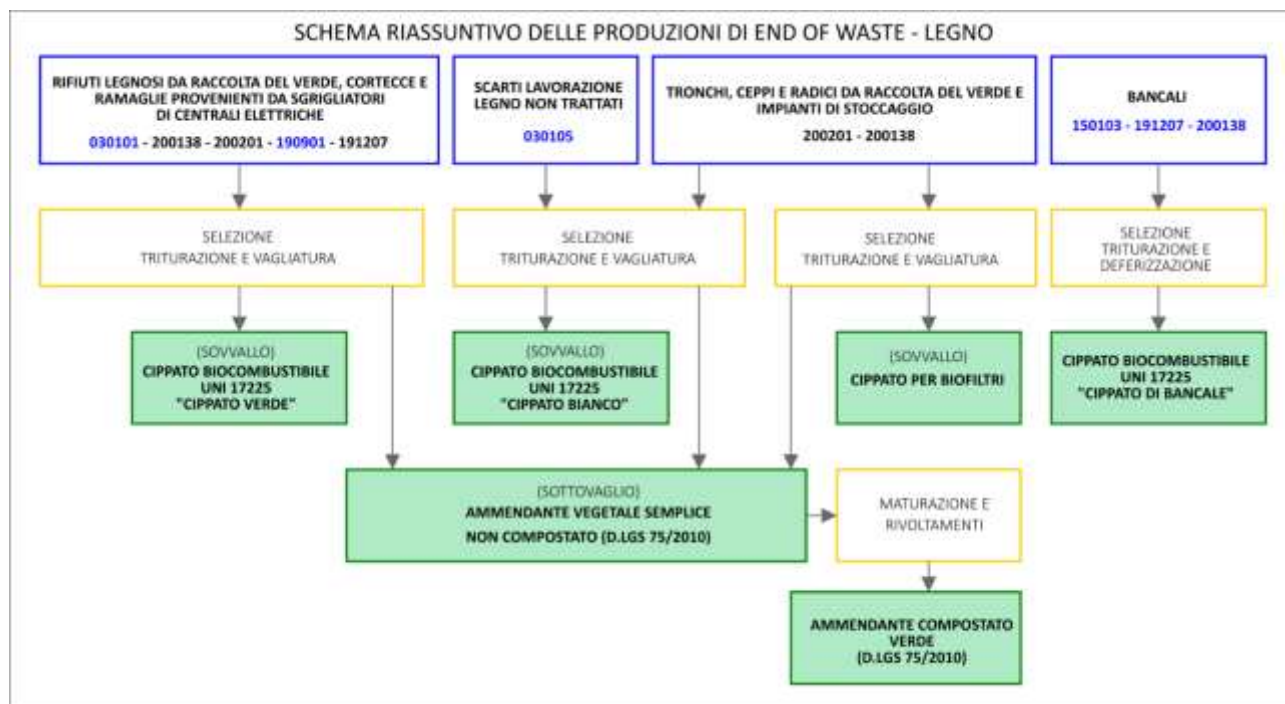 SCHEMA RIASSUNTIVO DELLE PRODUZIONI DI END OF WASTE - LEGNO
RIFIUTI LEGNOSI DA RACCOLTA DEL VERDE, CORTECCE E
RAMAGLIE PROVENIENTI DA SGRIGLIATORI
DI CENTRALI ELETTRICHE
030101 - 200138 - 200201 - 190901 - 191207
SCARTI LAVORAZIONE
LEGNO NON TRATTATI
030105
TRONCHI, CEPPI E RADICI DA RACCOLTA DEL VERDE E
IMPIANTI DI STOCCAGGIO
200201 - 200138
BANCALI
150103 - 191207 - 200138
SELEZIONE
TRITURAZIONE E VAGLIATURA
SELEZIONE
TRITURAZIONE E VAGLIATURA
SELEZIONE
TRITURAZIONE E VAGLIATURA
SELEZIONE
TRITURAZIONE E
DEFERIZZAZIONE
(SOVVALLO)
CIPPATO BIOCOMBUSTIBILE
UNI 17225
"CIPPATO VERDE"
(SOVVALLO)
CIPPATO BIOCOMBUSTIBILE
UNI 17225
"CIPPATO BIANCO"
(SOVVALLO)
CIPPATO PER BIOFILTRI
CIPPATO BIOCOMBUSTIBILE
UNI 17225
"CIPPATO DI BANCALE"
(SOTTOVAGLIO)
AMMENDANTE VEGETALE SEMPLICE
NON COMPOSTATO (D.LGS 75/2010)
MATURAZIONE E
RIVOLTAMENTI
AMMENDANTE COMPOSTATO
VERDE
(D.LGS 75/2010)